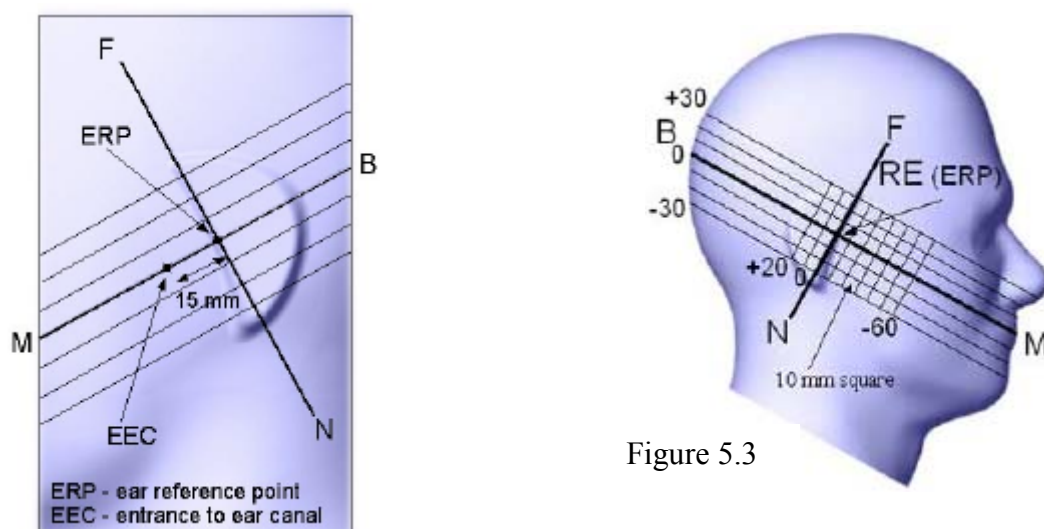 F
ERP
B
15 mm
M
EEC
N
ERP - ear reference point
EEC - entrance to ear canal
+30
B
0
F
RE (ERP)
-30
+20
0
N
-60
M
10 mm square
Figure 5.3